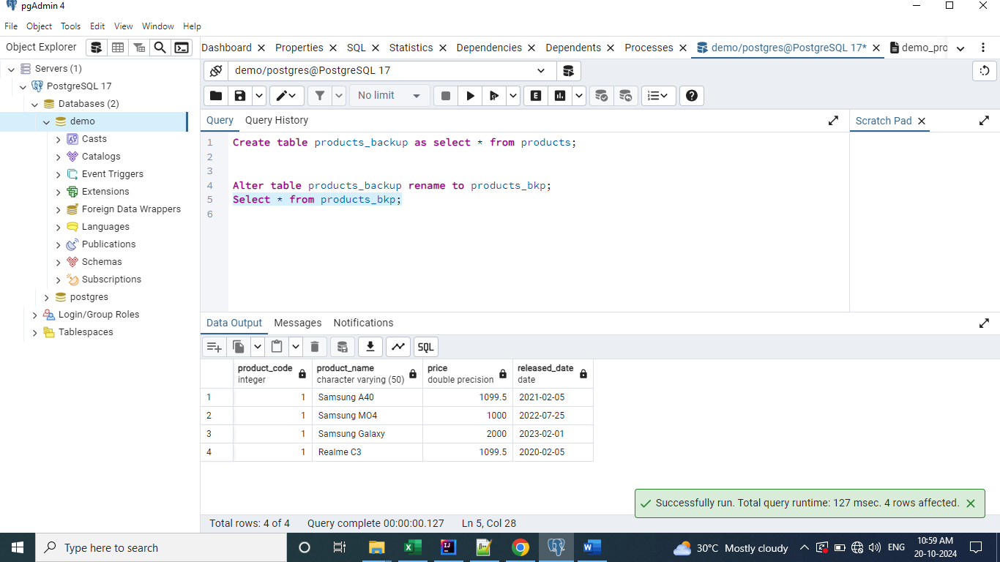 pgAdmin 4
File Object Tools Edit View Window Help
Object Explorer
Dashboard Properties SQL Statistics Dependencies Dependents Processes demo/postgres@PostgreSQL 17* demo_pro
Servers (1)
PostgreSQL 17
Databases (2)
demo
Casts
Catalogs
Event Triggers
Extensions
Foreign Data Wrappers
Languages
Publications
Schemas
Subscriptions
postgres
Login/Group Roles
Tablespaces
demo/postgres@PostgreSQL 17
No limit
E
Query Query History
Scratch Pad
1 Create table products_backup as select * from products;
2
3
4 Alter table products_backup rename to products_bkp;
5 Select * from products_bkp;
6
Data Output Messages Notifications
SQL
product_code product_name price released_date
integer character varying (50) double precision date
1 1 Samsung A40 1099.5 2021-02-05
2 1 Samsung MO4 1000 2022-07-25
3 1 Samsung Galaxy 2000 2023-02-01
4 1 Realme C3 1099.5 2020-02-05
Successfully run. Total query runtime: 127 msec. 4 rows affected.
Total rows: 4 of 4 Query complete 00:00:00.127 Ln 5, Col 28
Type here to search
30°C Mostly cloudy
ENG
10:59 AM
20-10-2024